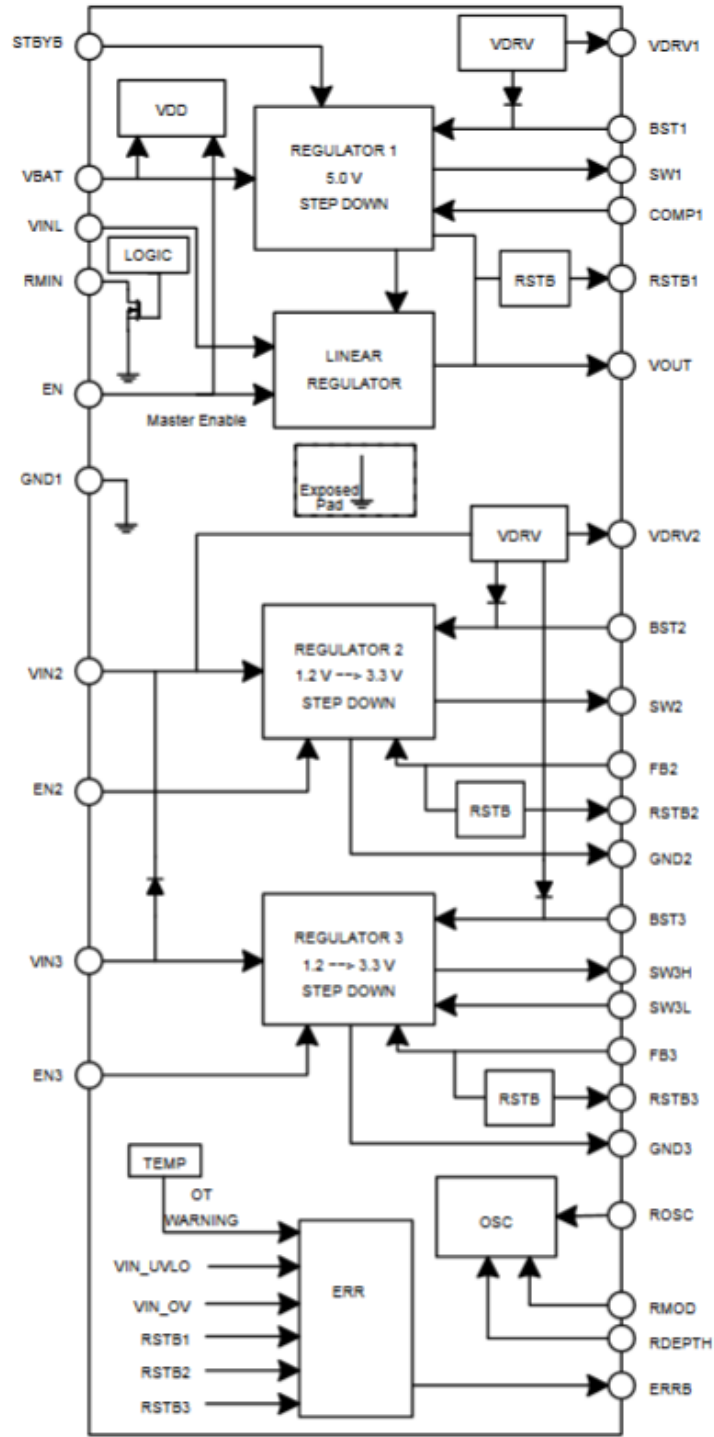 STBYB
VDRV
VDRV1
VDD
BST1
REGULATOR 1
5.0 V
STEP DOWN
SW1
VBAT
COMP1
VINL
LOGIC
RMIN
RSTB
RSTB1
LINEAR
REGULATOR
VOUT
EN
Master Enable
GND1
Exposed
Pad
VDRV
VDRV2
BST2
REGULATOR 2
1.2 V --> 3.3 V
STEP DOWN
VIN2
SW2
FB2
EN2
RSTB
RSTB2
GND2
BST3
REGULATOR 3
1.2 --> 3.3 V
STEP DOWN
VIN3
SW3H
SW3L
FB3
EN3
RSTB
RSTB3
GND3
TEMP
OT
WARNING
OSC
ROSC
VIN_UVLO
ERR
VIN_OV
RMOD
RSTB1
RDEPTH
RSTB2
ERRB
RSTB3